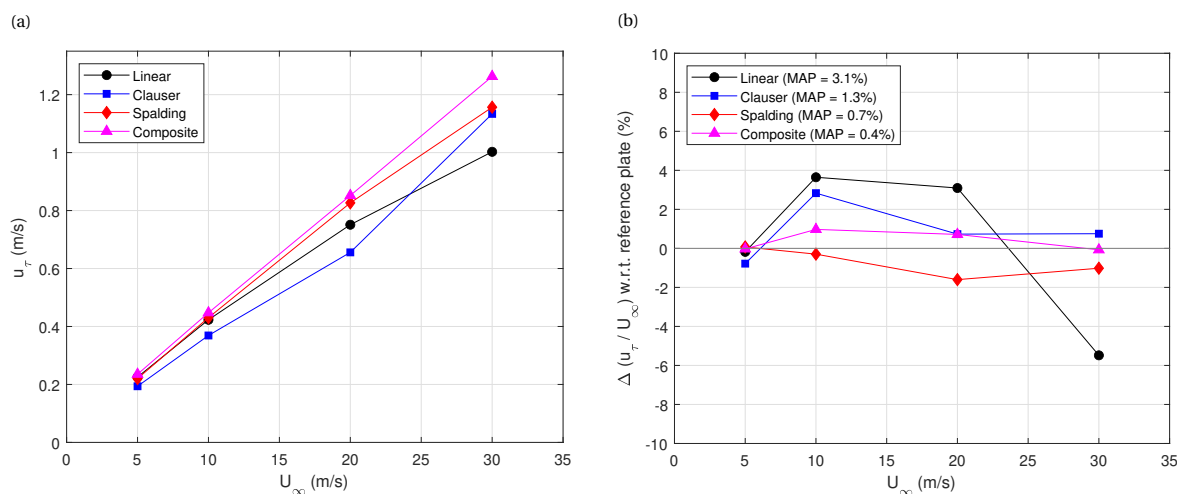 (a)
u_τ (m/s)
1.2
1
0.8
0.6
0.4
0.2
0
0 5 10 15 20 25 30 35
U_∞ (m/s)
Linear
Clauser
Spalding
Composite
(b)
Δ (u_τ / U_∞) w.r.t. reference plate (%)
10
8
6
4
2
0
-2
-4
-6
-8
-10
0 5 10 15 20 25 30 35
U_∞ (m/s)
Linear (MAP = 3.1%)
Clauser (MAP = 1.3%)
Spalding (MAP = 0.7%)
Composite (MAP = 0.4%)